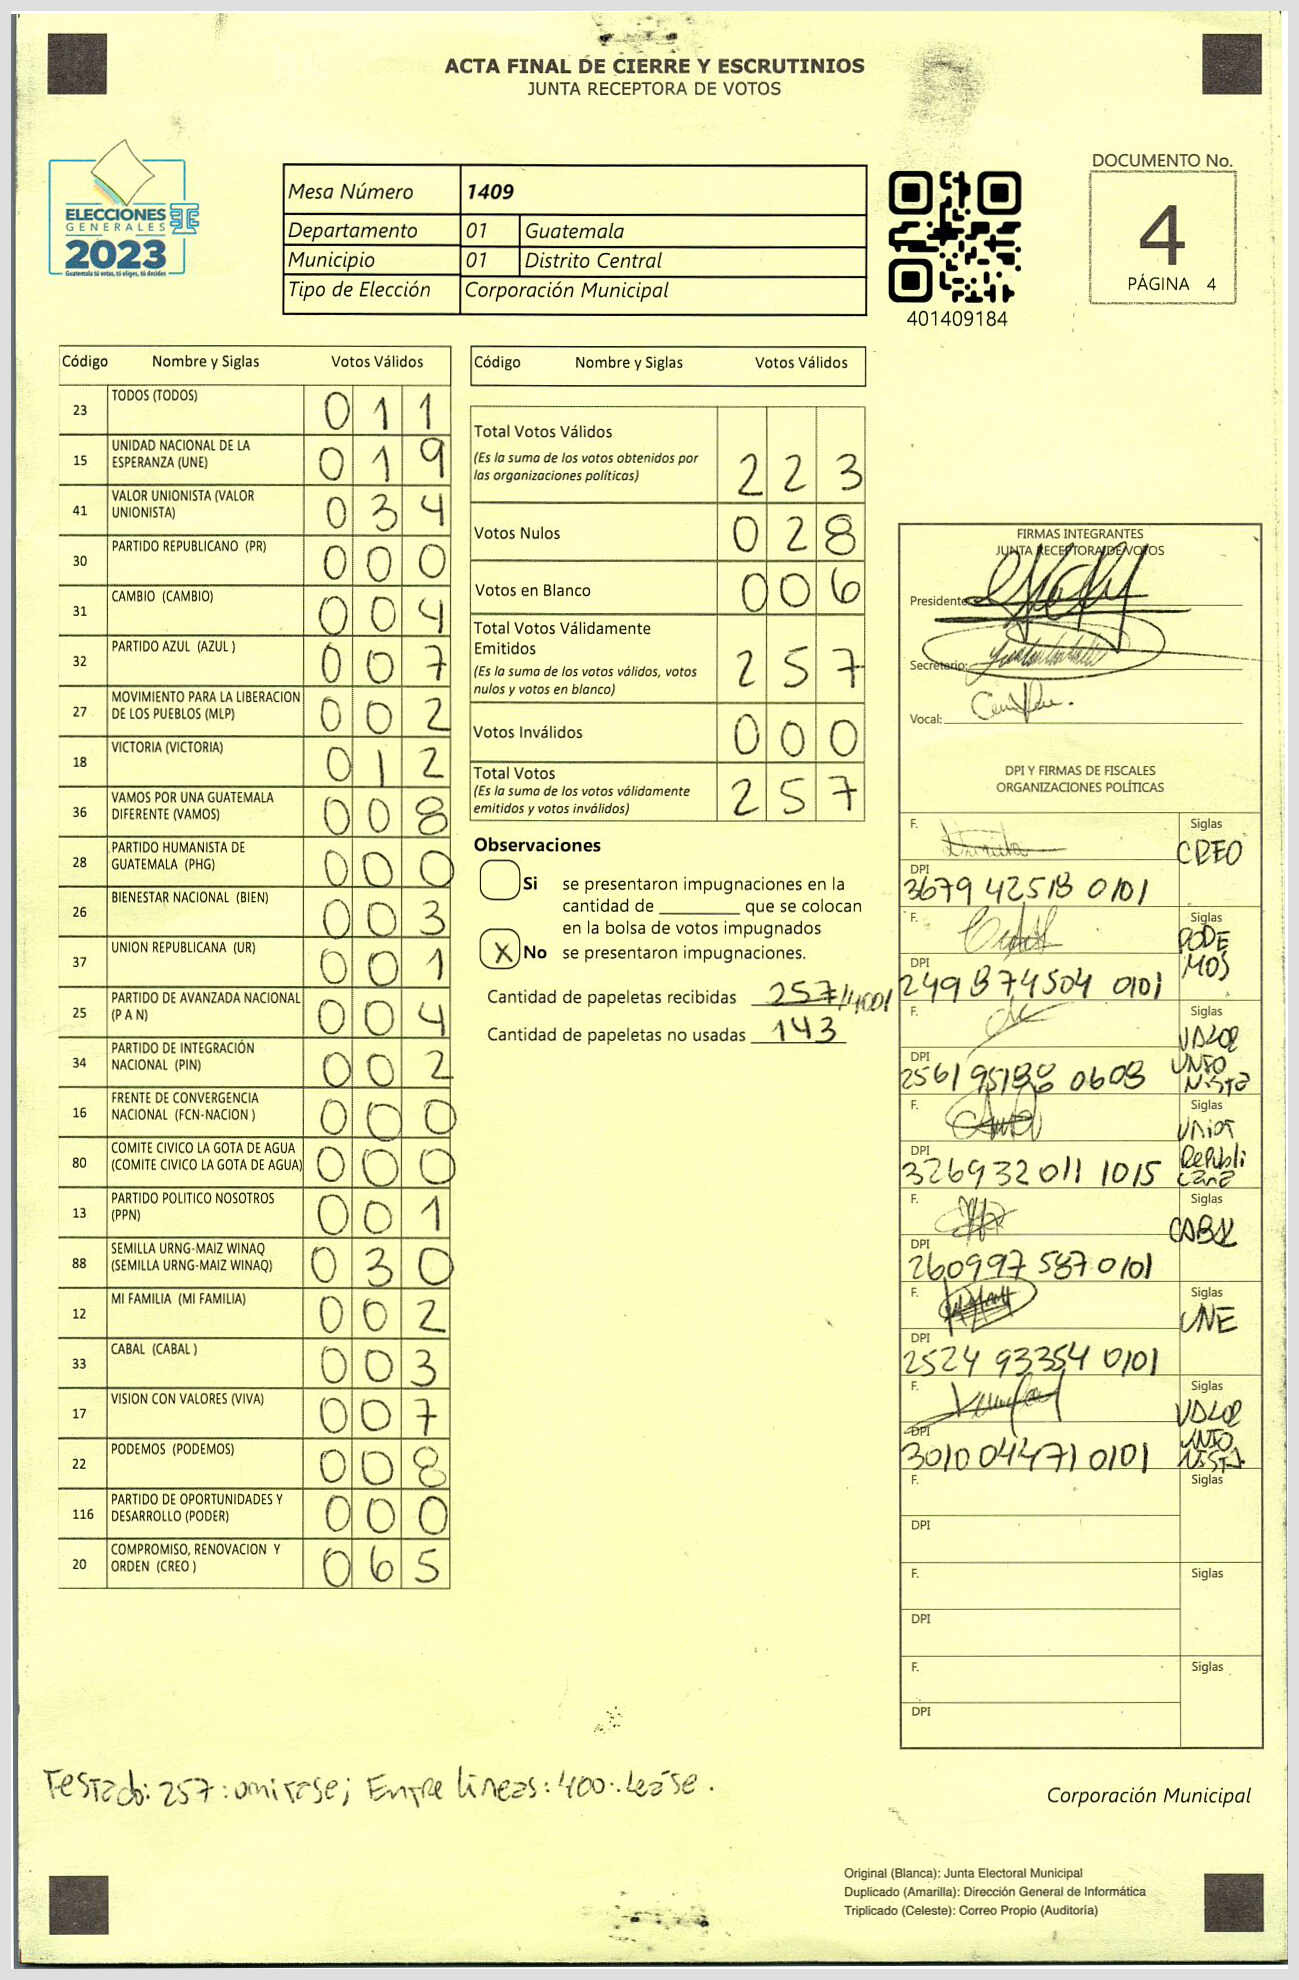 ACTA FINAL DE CIERRE Y ESCRUTINIOS
JUNTA RECEPTORA DE VOTOS
ELECCIONES
GENERALES
2023
Guatemala tú votas, tú eliges, tú decides
Mesa Número 1409
Departamento 01 Guatemala
Municipio 01 Distrito Central
Tipo de Elección Corporación Municipal
401409184
DOCUMENTO No.
4
PÁGINA 4
Código Nombre y Siglas Votos Válidos
23 TODOS (TODOS) 0 1 1
15 UNIDAD NACIONAL DE LA
ESPERANZA (UNE) 0 1 9
41 VALOR UNIONISTA (VALOR
UNIONISTA) 0 3 4
30 PARTIDO REPUBLICANO (PR) 0 0 0
31 CAMBIO (CAMBIO) 0 0 4
32 PARTIDO AZUL (AZUL ) 0 0 7
27 MOVIMIENTO PARA LA LIBERACION
DE LOS PUEBLOS (MLP) 0 0 2
18 VICTORIA (VICTORIA) 0 1 2
36 VAMOS POR UNA GUATEMALA
DIFERENTE (VAMOS) 0 0 8
28 PARTIDO HUMANISTA DE
GUATEMALA (PHG) 0 0 0
26 BIENESTAR NACIONAL (BIEN) 0 0 3
37 UNION REPUBLICANA (UR) 0 0 1
25 PARTIDO DE AVANZADA NACIONAL
(P A N) 0 0 4
34 PARTIDO DE INTEGRACIÓN
NACIONAL (PIN) 0 0 2
16 FRENTE DE CONVERGENCIA
NACIONAL (FCN-NACION ) 0 0 0
80 COMITE CIVICO LA GOTA DE AGUA
(COMITE CIVICO LA GOTA DE AGUA) 0 0 0
13 PARTIDO POLITICO NOSOTROS
(PPN) 0 0 1
88 SEMILLA URNG-MAIZ WINAQ
(SEMILLA URNG-MAIZ WINAQ) 0 3 0
12 MI FAMILIA (MI FAMILIA) 0 0 2
33 CABAL (CABAL ) 0 0 3
17 VISION CON VALORES (VIVA) 0 0 7
22 PODEMOS (PODEMOS) 0 0 8
116 PARTIDO DE OPORTUNIDADES Y
DESARROLLO (PODER) 0 0 0
20 COMPROMISO, RENOVACION Y
ORDEN (CREO ) 0 6 5
Código Nombre y Siglas Votos Válidos
Total Votos Válidos
(Es la suma de los votos obtenidos por
las organizaciones políticas) 2 2 3
Votos Nulos 0 2 8
Votos en Blanco 0 0 6
Total Votos Válidamente
Emitidos
(Es la suma de los votos válidos, votos
nulos y votos en blanco) 2 5 7
Votos Inválidos 0 0 0
Total Votos
(Es la suma de los votos válidamente
emitidos y votos inválidos) 2 5 7
Observaciones
Si se presentaron impugnaciones en la
cantidad de ________ que se colocan
en la bolsa de votos impugnados
X No se presentaron impugnaciones.
Cantidad de papeletas recibidas 257 /400/
Cantidad de papeletas no usadas 143
FIRMAS INTEGRANTES
JUNTA RECEPTORA DE VOTOS
Presidente:
Secretario:
Vocal:
DPI Y FIRMAS DE FISCALES
ORGANIZACIONES POLÍTICAS
F. Siglas
CREO
DPI
3679 42518 0101
F. Siglas
PODE
MOS
DPI
249874504 0101
F. Siglas
VALOR
UNIO
NISTA
DPI
0608
F. Siglas
UNION
Republi
cana
DPI
326932011 1015
F. Siglas
CABAL
DPI
260997 587 0101
F. Siglas
UNE
DPI
2524 93354 0101
F. Siglas
VALOR
UNIO
NISTA
DPI
3010 04471 0101
F. Siglas
DPI
F. Siglas
DPI
F. Siglas
DPI
Testado: 257: omitase; Entre lineas: 400: Leáse.
Corporación Municipal
Original (Blanca): Junta Electoral Municipal
Duplicado (Amarilla): Dirección General de Informática
Triplicado (Celeste): Correo Propio (Auditoria)